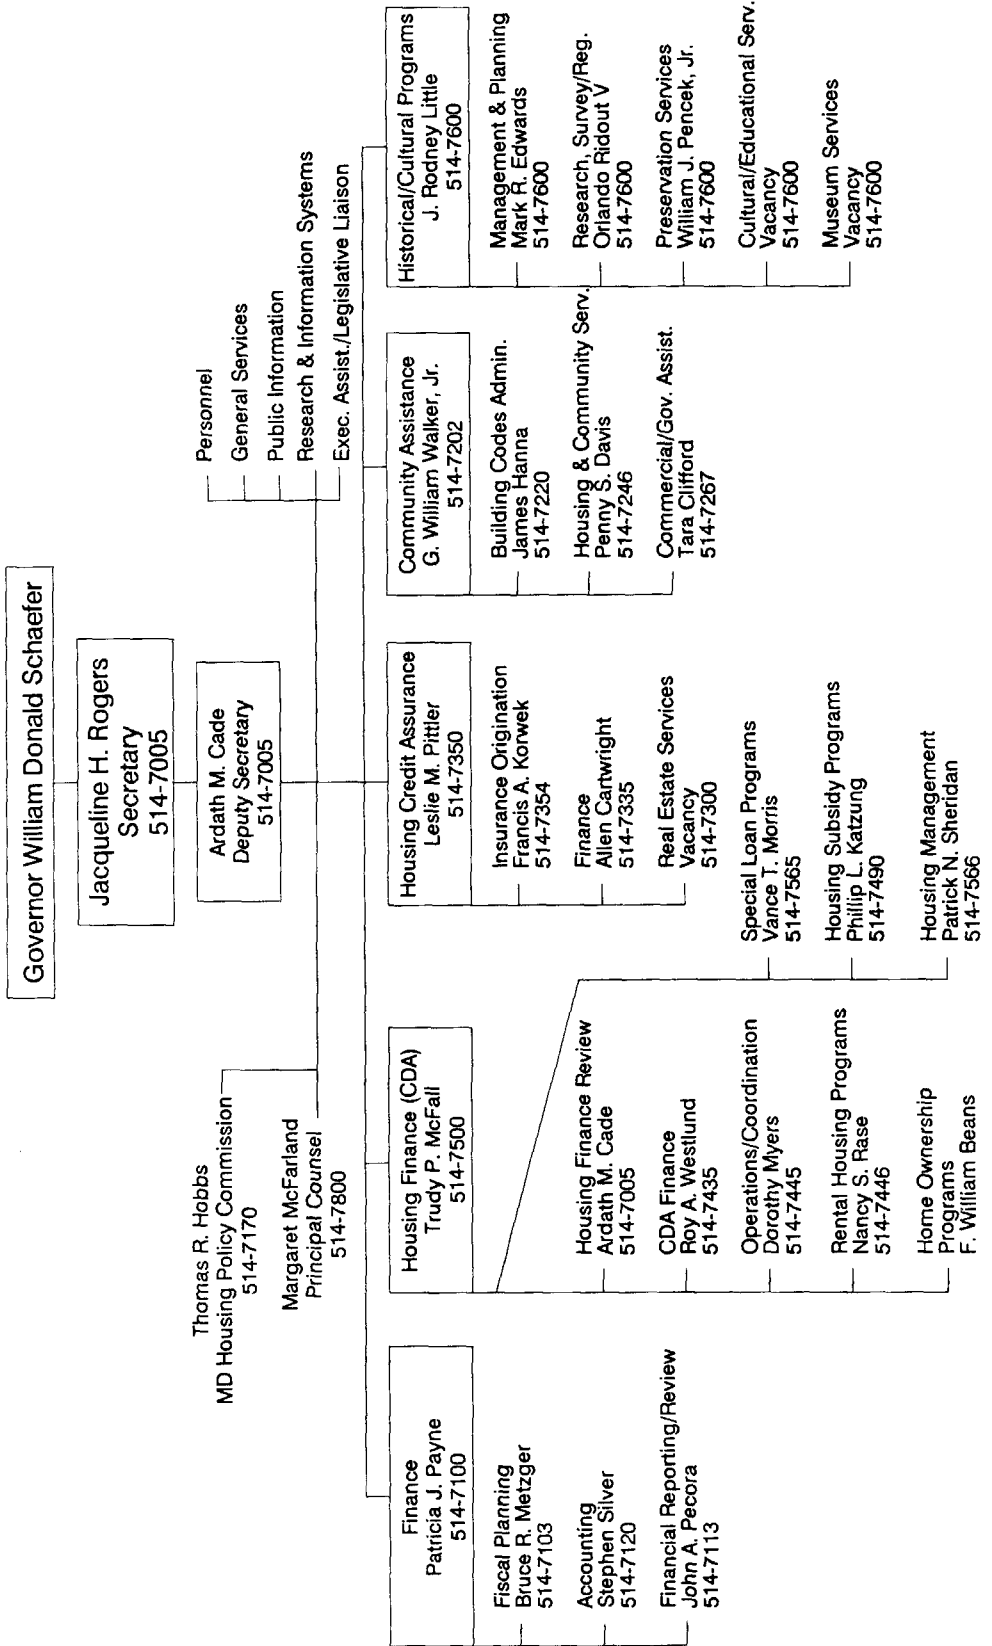 Governor William Donald Schaefer
Jacqueline H. Rogers
Secretary
514-7005
Ardath M. Cade
Deputy Secretary
514-7005
Thomas R. Hobbs
MD Housing Policy Commission
514-7170
Margaret McFarland
Principal Counsel
514-7800
Personnel
General Services
Public Information
Research & Information Systems
Exec. Assist./Legislative Liaison
Finance
Patricia J. Payne
514-7100
Fiscal Planning
Bruce R. Metzger
514-7103
Accounting
Stephen Silver
514-7120
Financial Reporting/Review
John A. Pecora
514-7113
Housing Finance (CDA)
Trudy P. McFall
514-7500
Housing Finance Review
Ardath M. Cade
514-7005
CDA Finance
Roy A. Westlund
514-7435
Operations/Coordination
Dorothy Myers
514-7445
Rental Housing Programs
Nancy S. Rase
514-7446
Home Ownership
Programs
F. William Beans
Special Loan Programs
Vance T. Morris
514-7565
Housing Subsidy Programs
Phillip L. Katzung
514-7490
Housing Management
Patrick N. Sheridan
514-7566
Housing Credit Assurance
Leslie M. Pittler
514-7350
Insurance Origination
Francis A. Korwek
514-7354
Finance
Allen Cartwright
514-7335
Real Estate Services
Vacancy
514-7300
Community Assistance
G. William Walker, Jr.
514-7202
Building Codes Admin.
James Hanna
514-7220
Housing & Community Serv.
Penny S. Davis
514-7246
Commercial/Gov. Assist.
Tara Clifford
514-7267
Historical/Cultural Programs
J. Rodney Little
514-7600
Management & Planning
Mark R. Edwards
514-7600
Research, Survey/Reg.
Orlando Ridout V
514-7600
Preservation Services
William J. Pencek, Jr.
514-7600
Cultural/Educational Serv.
Vacancy
514-7600
Museum Services
Vacancy
514-7600